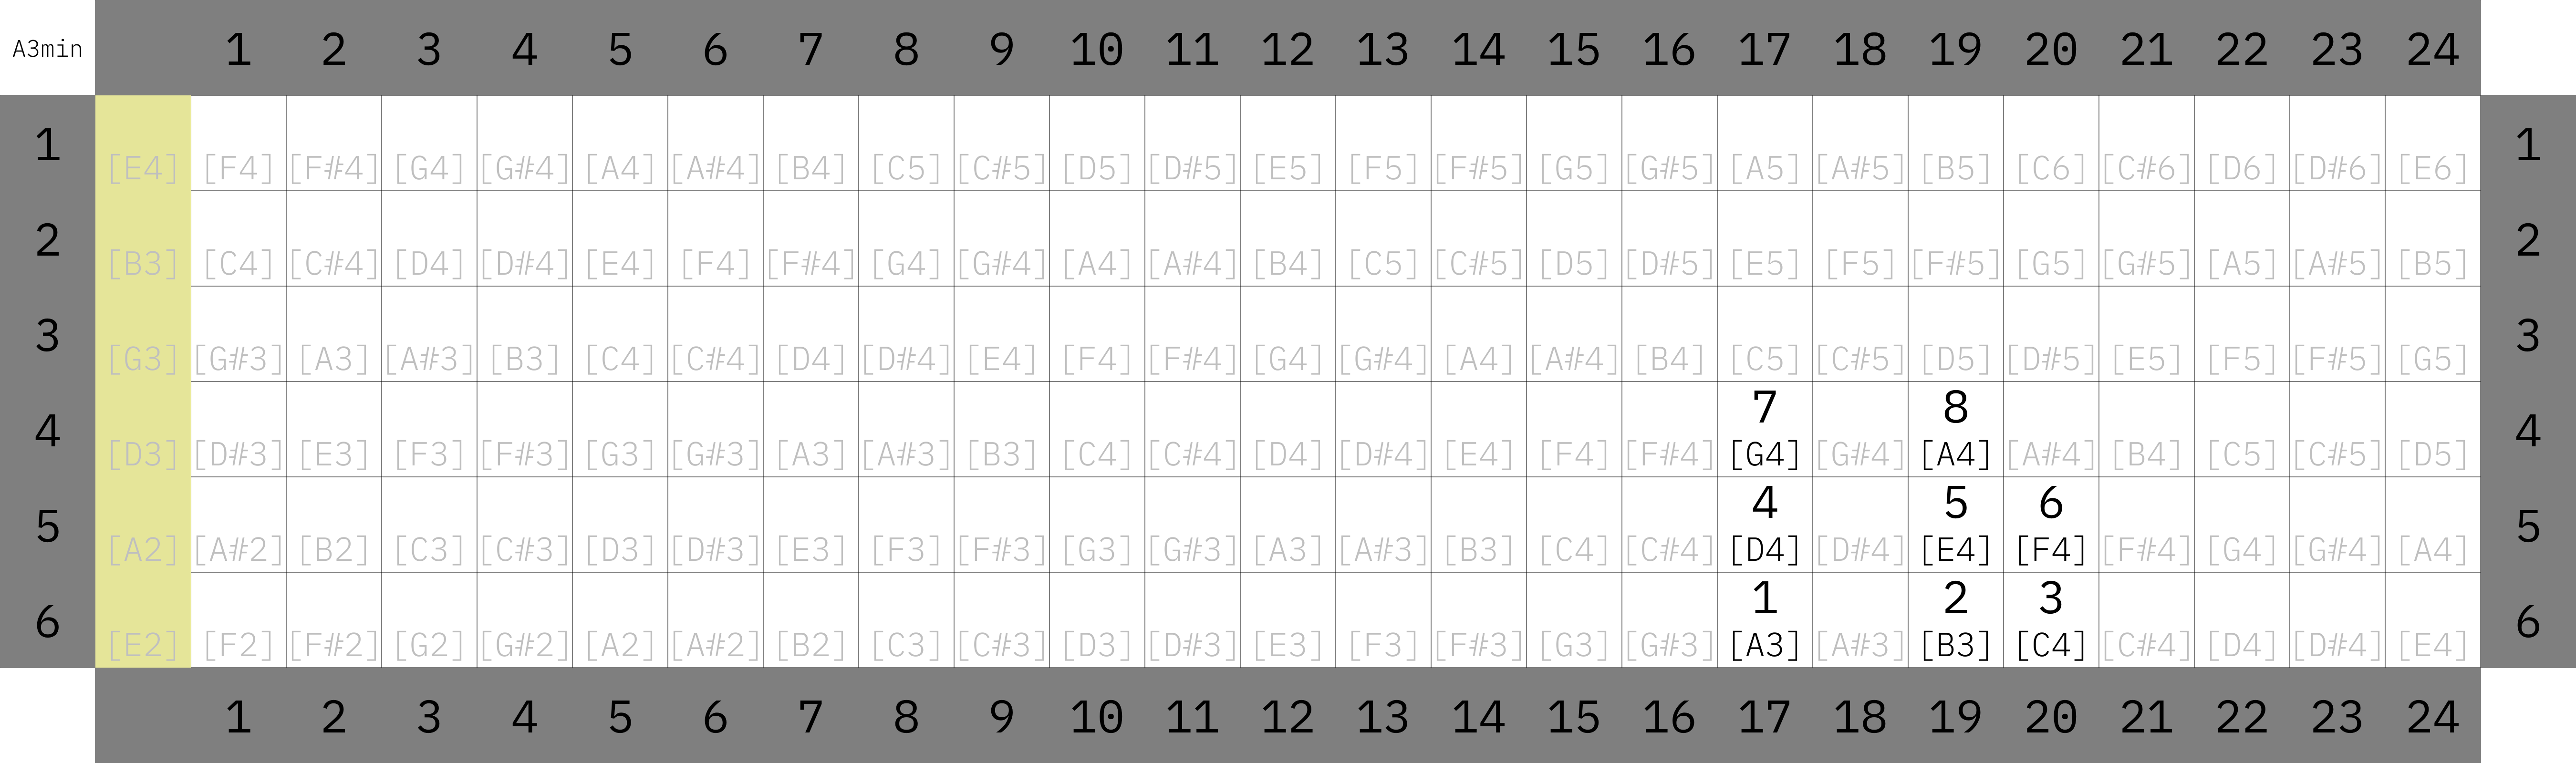 A3min 1 2 3 4 5 6 7 8 9 10 11 12 13 14 15 16 17 18 19 20 21 22 23 24
1 [E4] [F4] [F#4] [G4] [G#4] [A4] [A#4] [B4] [C5] [C#5] [D5] [D#5] [E5] [F5] [F#5] [G5] [G#5] [A5] [A#5] [B5] [C6] [C#6] [D6] [D#6] [E6] 1
2 [B3] [C4] [C#4] [D4] [D#4] [E4] [F4] [F#4] [G4] [G#4] [A4] [A#4] [B4] [C5] [C#5] [D5] [D#5] [E5] [F5] [F#5] [G5] [G#5] [A5] [A#5] [B5] 2
3 [G3] [G#3] [A3] [A#3] [B3] [C4] [C#4] [D4] [D#4] [E4] [F4] [F#4] [G4] [G#4] [A4] [A#4] [B4] [C5] [C#5] [D5] [D#5] [E5] [F5] [F#5] [G5] 3
7 8
4 [D3] [D#3] [E3] [F3] [F#3] [G3] [G#3] [A3] [A#3] [B3] [C4] [C#4] [D4] [D#4] [E4] [F4] [F#4] [G4] [G#4] [A4] [A#4] [B4] [C5] [C#5] [D5] 4
4 5 6
5 [A2] [A#2] [B2] [C3] [C#3] [D3] [D#3] [E3] [F3] [F#3] [G3] [G#3] [A3] [A#3] [B3] [C4] [C#4] [D4] [D#4] [E4] [F4] [F#4] [G4] [G#4] [A4] 5
1 2 3
6 [E2] [F2] [F#2] [G2] [G#2] [A2] [A#2] [B2] [C3] [C#3] [D3] [D#3] [E3] [F3] [F#3] [G3] [G#3] [A3] [A#3] [B3] [C4] [C#4] [D4] [D#4] [E4] 6
1 2 3 4 5 6 7 8 9 10 11 12 13 14 15 16 17 18 19 20 21 22 23 24